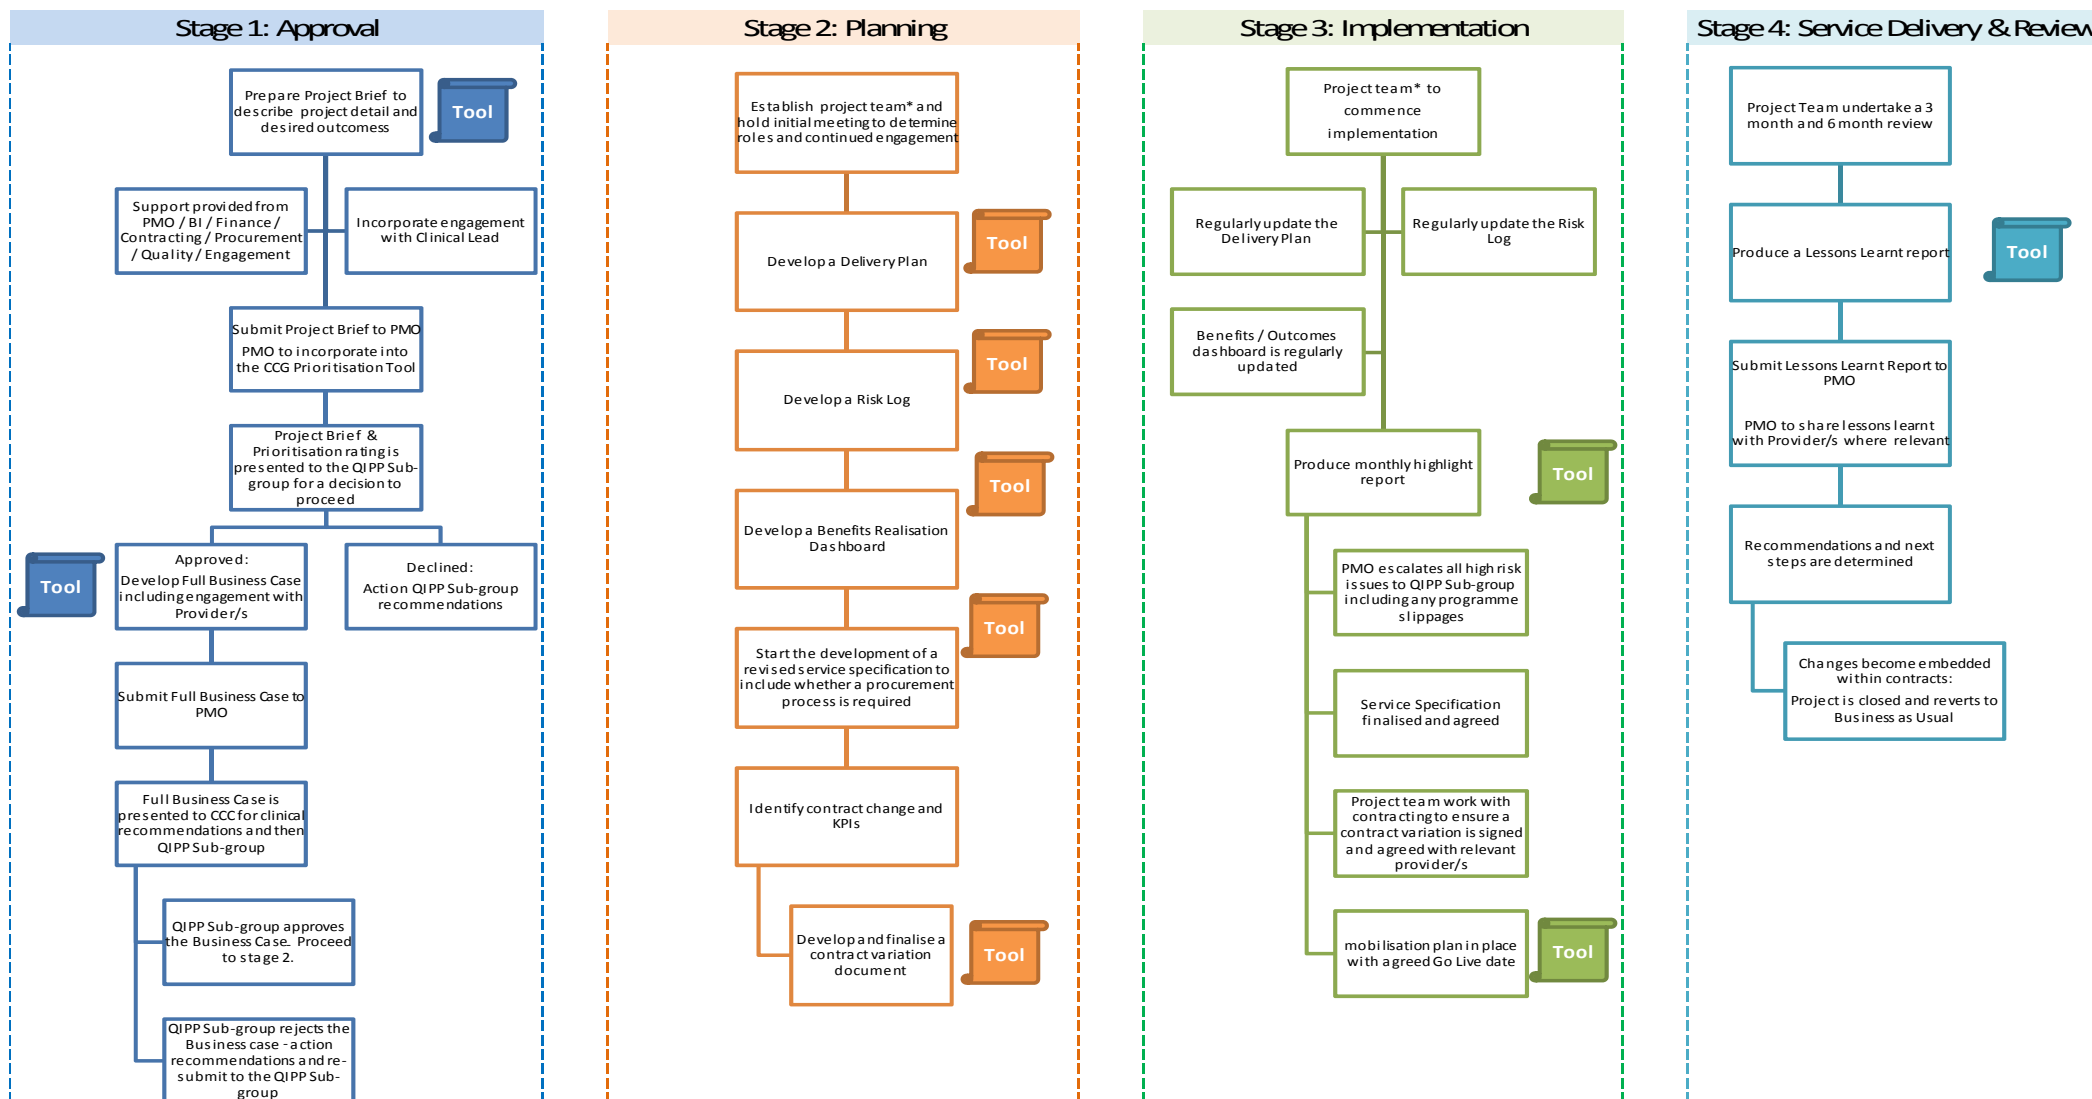 Stage 1: Approval
Prepare Project Brief to
describe project detail and
desired outcomess
Tool
Support provided from
PMO / BI / Finance /
Contracting / Procurement
/ Quality / Engagement
Incorporate engagement
with Clinical Lead
Submit Project Brief to PMO
PMO to incorporate into
the CCG Prioritisation Tool
Project Brief &
Prioritisation rating is
presented to the QIPP Sub-
group for a decision to
proceed
Tool
Approved:
Develop Full Business Case
including engagement with
Provider/s
Declined:
Action QIPP Sub-group
recommendations
Submit Full Business Case to
PMO
Full Business Case is
presented to CCC for clinical
recommendations and then
QIPP Sub-group
QIPP Sub-group approves
the Business Case. Proceed
to stage 2.
QIPP Sub-group rejects the
Business case - action
recommendations and re-
submit to the QIPP Sub-
group
Stage 2: Planning
Establish project team* and
hold initial meeting to determine
roles and continued engagement
Develop a Delivery Plan
Tool
Develop a Risk Log
Tool
Develop a Benefits Realisation
Dashboard
Tool
Start the development of a
revised service specification to
include whether a procurement
process is required
Tool
Identify contract change and
KPIs
Develop and finalise a
contract variation
document
Tool
Stage 3: Implementation
Project team* to
commence
implementation
Regularly update the
Delivery Plan
Regularly update the Risk
Log
Benefits / Outcomes
dashboard is regularly
updated
Produce monthly highlight
report
Tool
PMO escalates all high risk
issues to QIPP Sub-group
including any programme
slippages
Service Specification
finalised and agreed
Project team work with
contracting to ensure a
contract variation is signed
and agreed with relevant
provider/s
mobilisation plan in place
with agreed Go Live date
Tool
Stage 4: Service Delivery & Review
Project Team undertake a 3
month and 6 month review
Produce a Lessons Learnt report
Tool
Submit Lessons Learnt Report to
PMO
PMO to share lessons learnt
with Provider/s where relevant
Recommendations and next
steps are determined
Changes become embedded
within contracts:
Project is closed and reverts to
Business as Usual